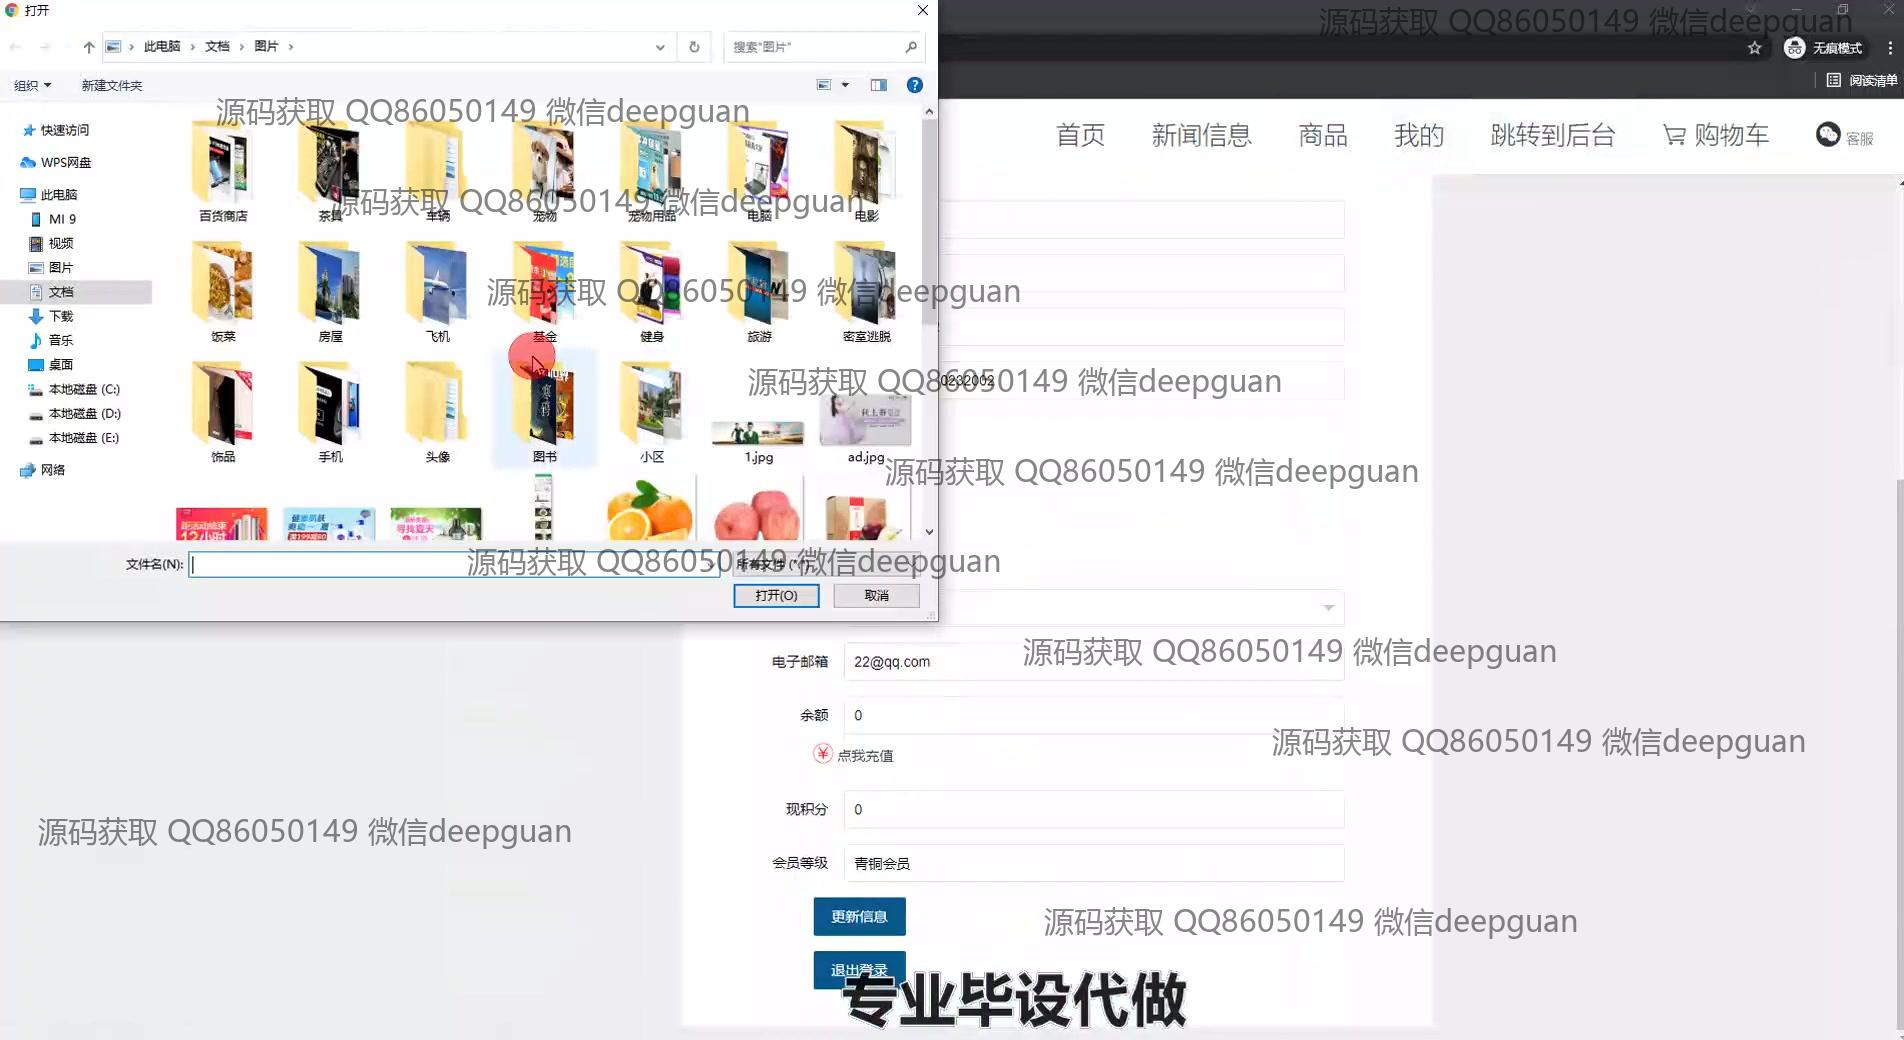 打开
源码获取 QQ86050149 微信deepguan
无痕模式
此电脑 > 文档 > 图片 >
搜索"图片"
阅读清单
组织
新建文件夹
源码获取 QQ86050149 微信deepguan
首页
新闻信息
商品
我的
跳转到后台
购物车
客服
快速访问
WPS网盘
此电脑
MI 9
视频
图片
文档
下载
音乐
桌面
本地磁盘 (C:)
本地磁盘 (D:)
本地磁盘 (E:)
网络
源码获取 QQ86050149 微信deepguan
百货商店
茶具
车辆
宠物
宠物用品
电脑
电影
源码获取 QQ86050149 微信deepguan
饭菜
房屋
飞机
基金
健身
旅游
密室逃脱
源码获取 QQ86050149 微信deepguan
0232002
饰品
手机
头像
图书
小区
1.jpg
ad.jpg
源码获取 QQ86050149 微信deepguan
距活动结束
12小时
寻找夏天
文件名(N):
所有文件 (*.*)
源码获取 QQ86050149 微信deepguan
打开(O)
取消
源码获取 QQ86050149 微信deepguan
电子邮箱
22@qq.com
余额
0
点我充值
源码获取 QQ86050149 微信deepguan
现积分
0
源码获取 QQ86050149 微信deepguan
会员等级
青铜会员
更新信息
源码获取 QQ86050149 微信deepguan
退出登录
专业毕设代做